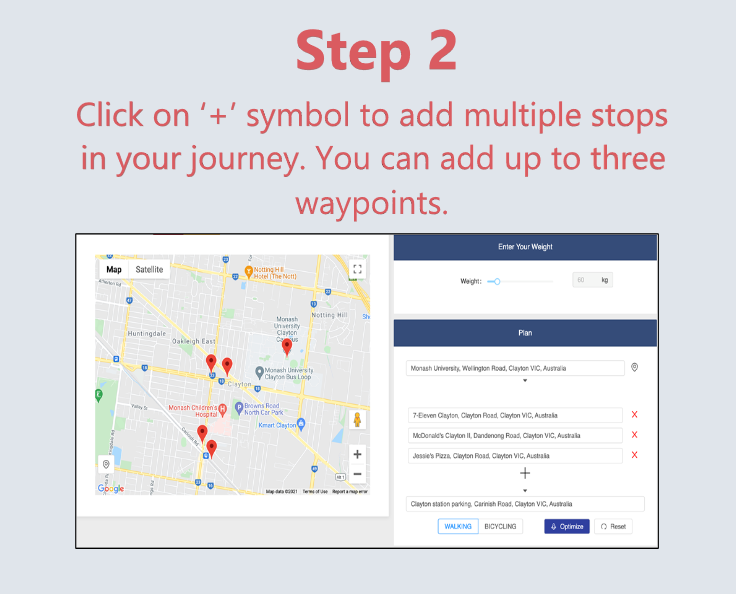 Step 2
Click on ‘+’ symbol to add multiple stops
in your journey. You can add up to three
waypoints.
Map
Satellite
Atherton Rd
Notting Hill
Hotel (The Nott)
Notting Hill
Huntingdale
Oakleigh East
Monash
University
Clayton
Campus
Monash University
Clayton Bus Loop
Clayton
Monash Children's
Hospital
Browns Road
North Car Park
Kmart Clayton
Centre Rd
Google
Map data ©2021
Terms of Use
Report a map error
Enter Your Weight
Weight:
60
kg
Plan
Monash University, Wellington Road, Clayton VIC, Australia
7-Eleven Clayton, Clayton Road, Clayton VIC, Australia
X
McDonald's Clayton II, Dandenong Road, Clayton VIC, Australia
X
Jessie's Pizza, Clayton Road, Clayton VIC, Australia
X
Clayton station parking, Carinish Road, Clayton VIC, Australia
WALKING
BICYCLING
Optimize
Reset